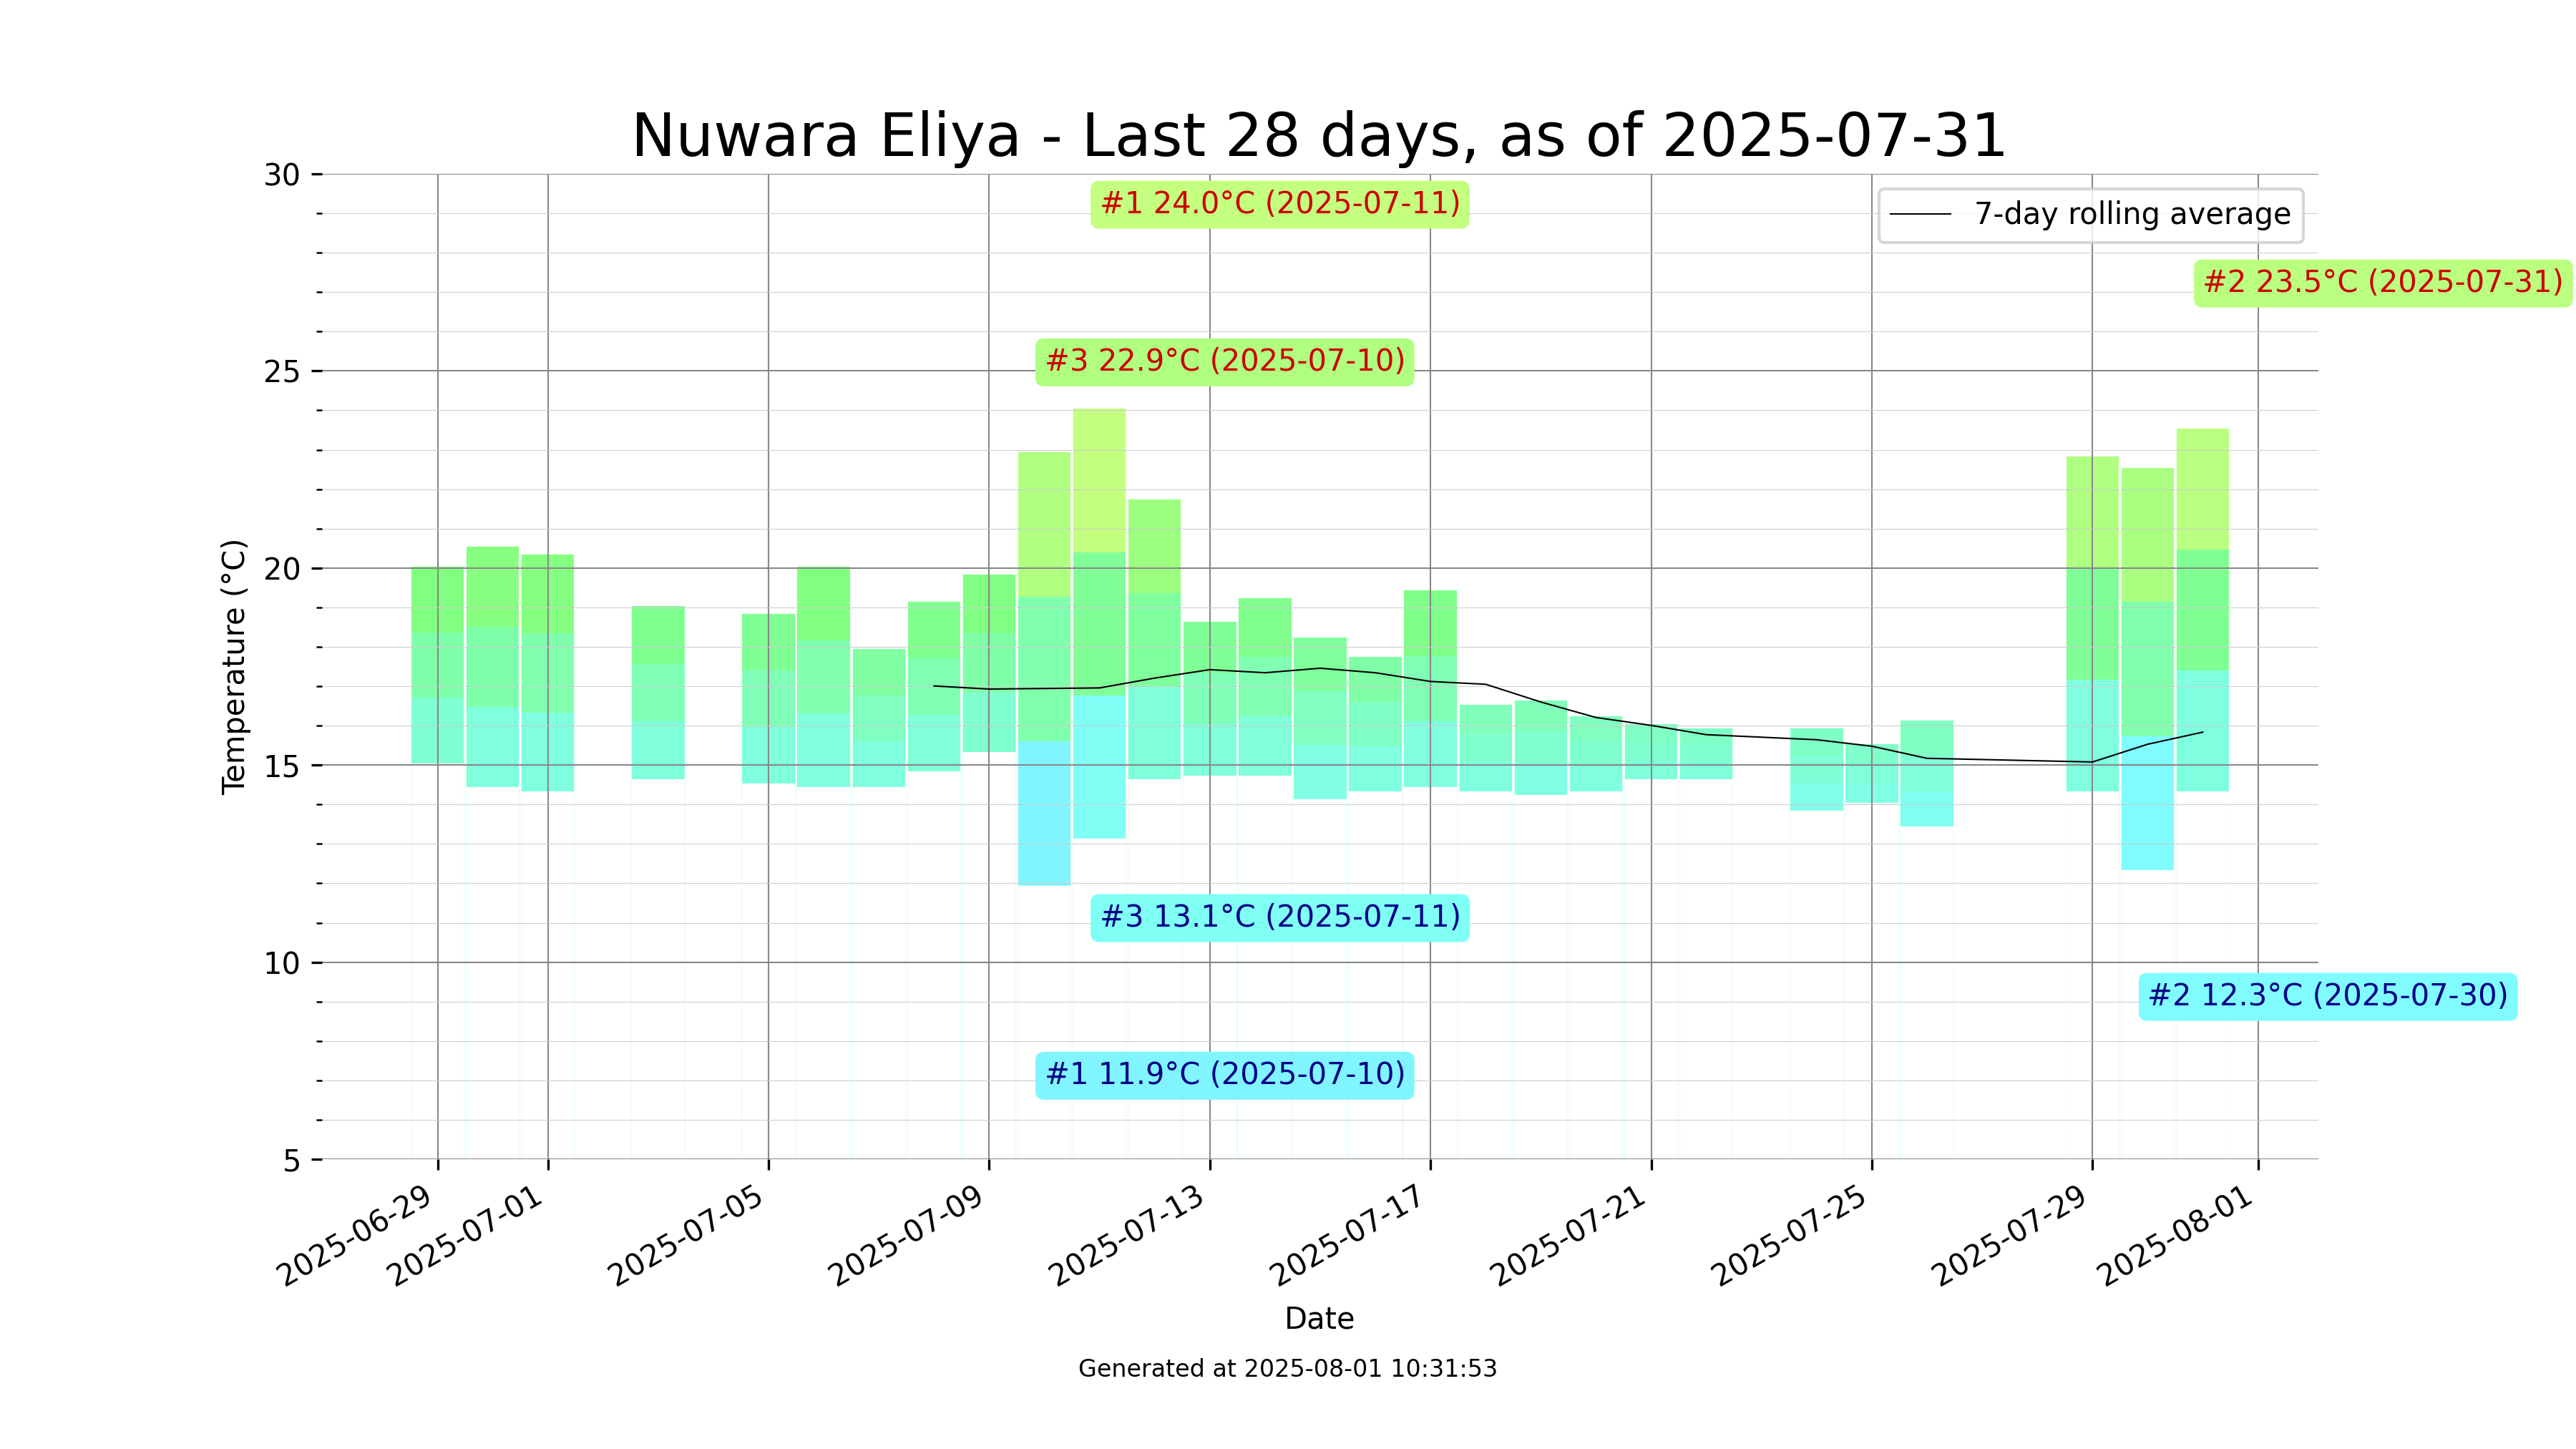 Nuwara Eliya - Last 28 days, as of 2025-07-31
30
#1 24.0°C (2025-07-11)
7-day rolling average
#2 23.5°C (2025-07-31)
25
#3 22.9°C (2025-07-10)
20
Temperature (°C)
15
#3 13.1°C (2025-07-11)
10
#2 12.3°C (2025-07-30)
#1 11.9°C (2025-07-10)
5
2025-06-29
2025-07-01
2025-07-05
2025-07-09
2025-07-13
2025-07-17
2025-07-21
2025-07-25
2025-07-29
2025-08-01
Date
Generated at 2025-08-01 10:31:53